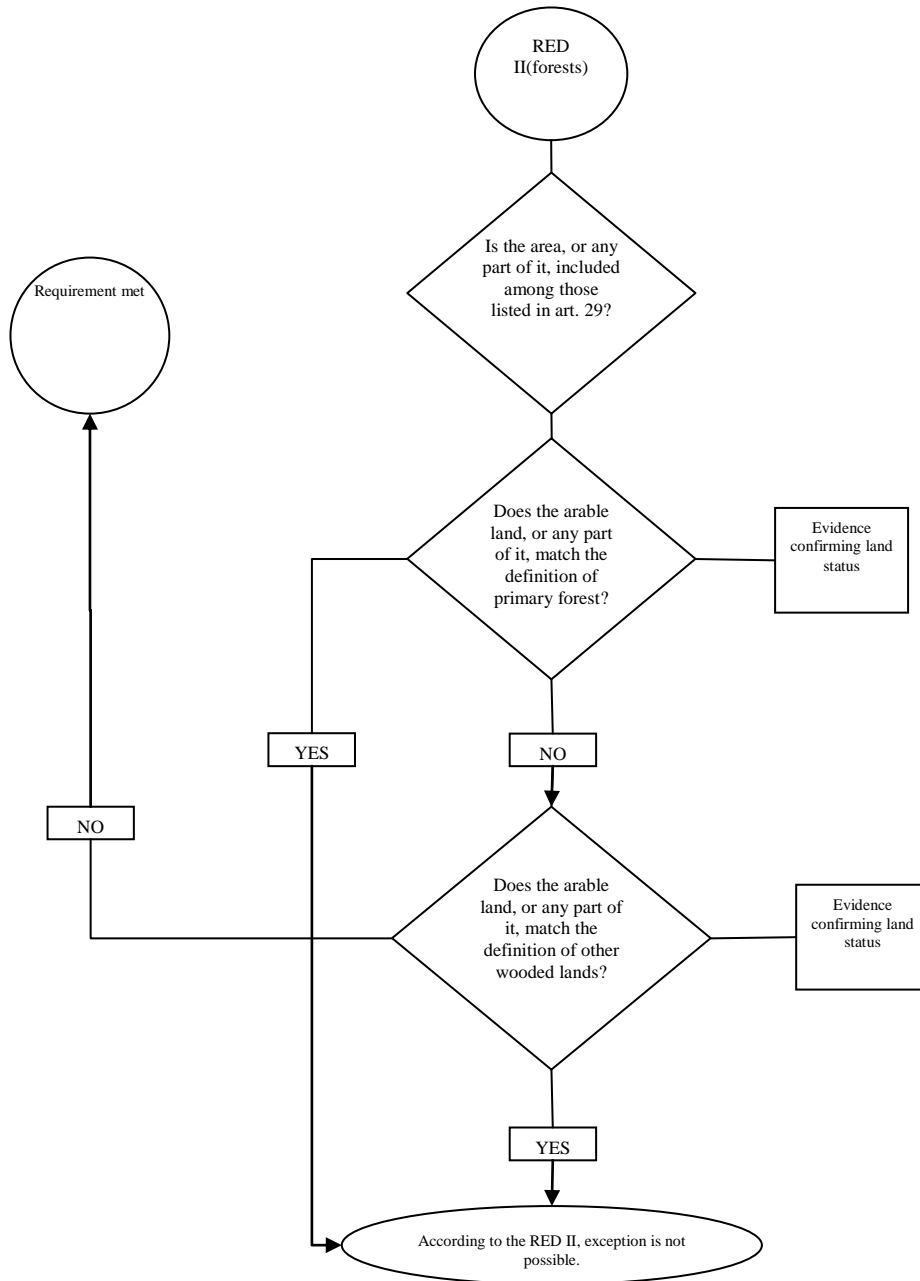 RED
II(forests)
Is the area, or any
part of it, included
among those
listed in art. 29?
Requirement met
Does the arable
land, or any part
of it, match the
definition of
primary forest?
Evidence
confirming land
status
YES
NO
NO
Does the arable
land, or any part of
it, match the
definition of other
wooded lands?
Evidence
confirming land
status
YES
According to the RED II, exception is not
possible.